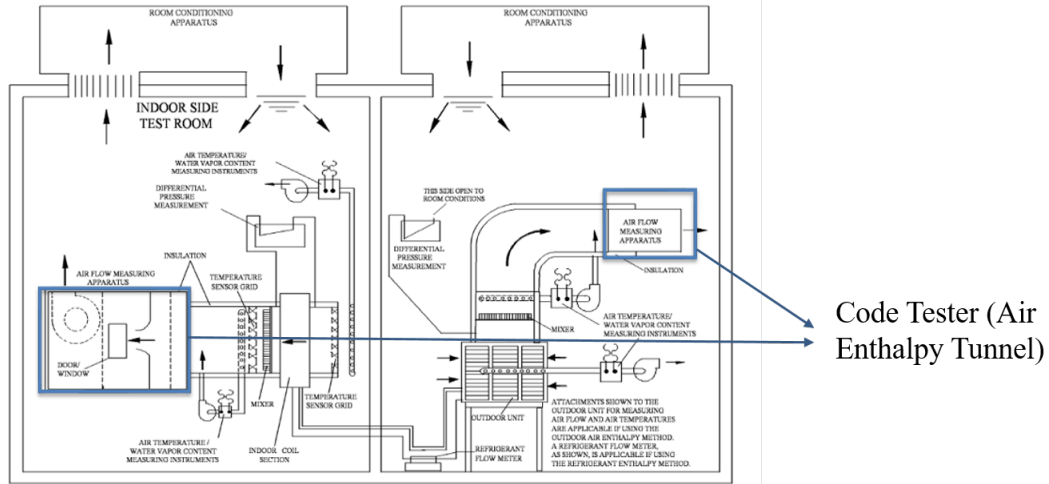 ROOM CONDITIONING
APPARATUS
ROOM CONDITIONING
APPARATUS
INDOOR SIDE
TEST ROOM
AIR TEMPERATURE/
WATER VAPOR CONTENT
MEASURING INSTRUMENTS
DIFFERENTIAL
PRESSURE
MEASUREMENT
INSULATION
AIR FLOW MEASURING
APPARATUS
TEMPERATURE
SENSOR GRID
DOOR/
WINDOW
MIXER
TEMPERATURE
SENSOR GRID
AIR TEMPERATURE /
WATER VAPOR CONTENT
MEASURING INSTRUMENTS
INDOOR COIL
SECTION
THIS SIDE OPEN TO
ROOM CONDITIONS
DIFFERENTIAL
PRESSURE
MEASUREMENT
AIR FLOW
MEASURING
APPARATUS
INSULATION
MIXER
AIR TEMPERATURE/
WATER VAPOR CONTENT
MEASURING INSTRUMENTS
OUTDOOR UNIT
REFRIGERANT
FLOW METER
ATTACHMENTS SHOWN TO THE
OUTDOOR UNIT FOR MEASURING
AIR FLOW AND AIR TEMPERATURES
ARE APPLICABLE IF USING THE
OUTDOOR AIR ENTHALPY METHOD.
A REFRIGERANT FLOW METER,
AS SHOWN, IS APPLICABLE IF USING
THE REFRIGERANT ENTHALPY METHOD.
Code Tester (Air
Enthalpy Tunnel)